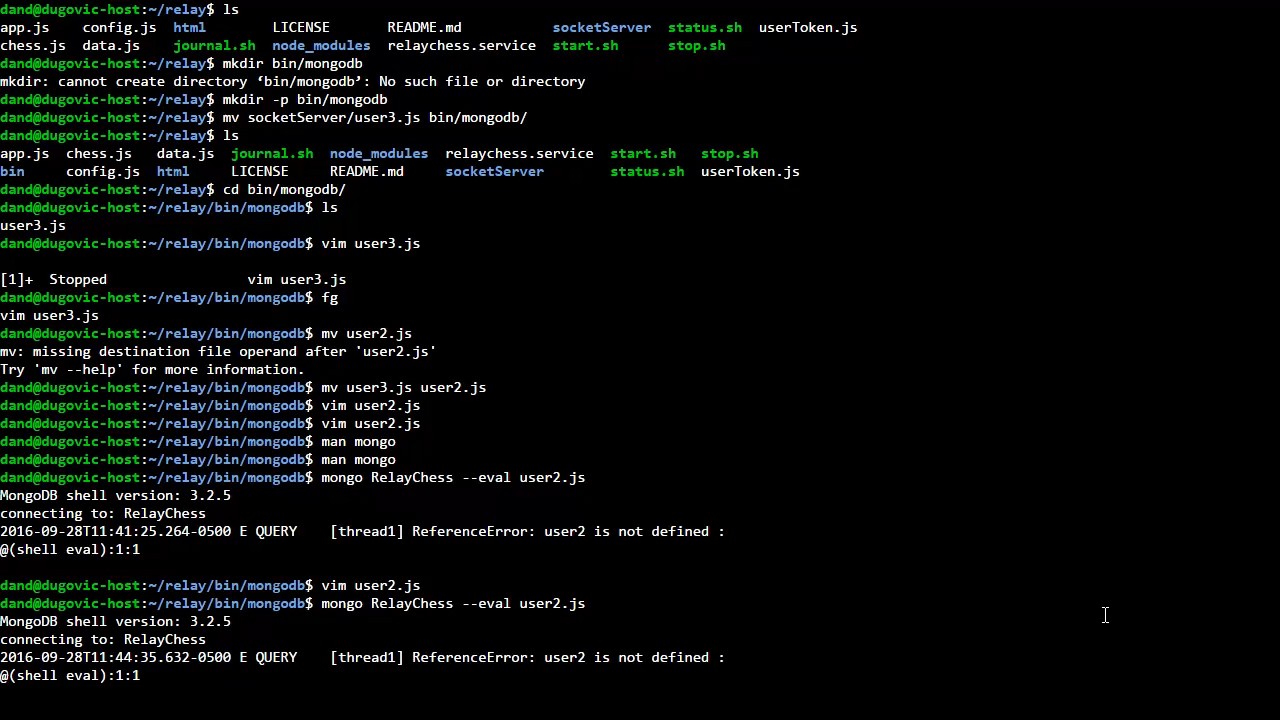 dand@dugovic-host:~/relay$ ls
app.js    config.js  html          LICENSE       README.md           socketServer  status.sh  userToken.js
chess.js  data.js    journal.sh  node_modules  relaychess.service  start.sh      stop.sh
dand@dugovic-host:~/relay$ mkdir bin/mongodb
mkdir: cannot create directory ‘bin/mongodb’: No such file or directory
dand@dugovic-host:~/relay$ mkdir -p bin/mongodb
dand@dugovic-host:~/relay$ mv socketServer/user3.js bin/mongodb/
dand@dugovic-host:~/relay$ ls
app.js  chess.js   data.js  journal.sh  node_modules  relaychess.service  start.sh   stop.sh
bin     config.js  html     LICENSE     README.md     socketServer        status.sh  userToken.js
dand@dugovic-host:~/relay$ cd bin/mongodb/
dand@dugovic-host:~/relay/bin/mongodb$ ls
user3.js
dand@dugovic-host:~/relay/bin/mongodb$ vim user3.js
[1]+  Stopped                 vim user3.js
dand@dugovic-host:~/relay/bin/mongodb$ fg
vim user3.js
dand@dugovic-host:~/relay/bin/mongodb$ mv user2.js
mv: missing destination file operand after 'user2.js'
Try 'mv --help' for more information.
dand@dugovic-host:~/relay/bin/mongodb$ mv user3.js user2.js
dand@dugovic-host:~/relay/bin/mongodb$ vim user2.js
dand@dugovic-host:~/relay/bin/mongodb$ vim user2.js
dand@dugovic-host:~/relay/bin/mongodb$ man mongo
dand@dugovic-host:~/relay/bin/mongodb$ man mongo
dand@dugovic-host:~/relay/bin/mongodb$ mongo RelayChess --eval user2.js
MongoDB shell version: 3.2.5
connecting to: RelayChess
2016-09-28T11:41:25.264-0500 E QUERY    [thread1] ReferenceError: user2 is not defined :
@(shell eval):1:1
dand@dugovic-host:~/relay/bin/mongodb$ vim user2.js
dand@dugovic-host:~/relay/bin/mongodb$ mongo RelayChess --eval user2.js
MongoDB shell version: 3.2.5
connecting to: RelayChess
2016-09-28T11:44:35.632-0500 E QUERY    [thread1] ReferenceError: user2 is not defined :
@(shell eval):1:1